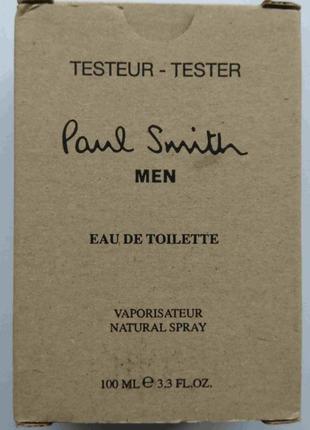 TESTEUR - TESTER
Paul Smith
MEN
EAU DE TOILETTE
VAPORISATEUR
NATURAL SPRAY
100 ML ℮ 3.3 FL.OZ.